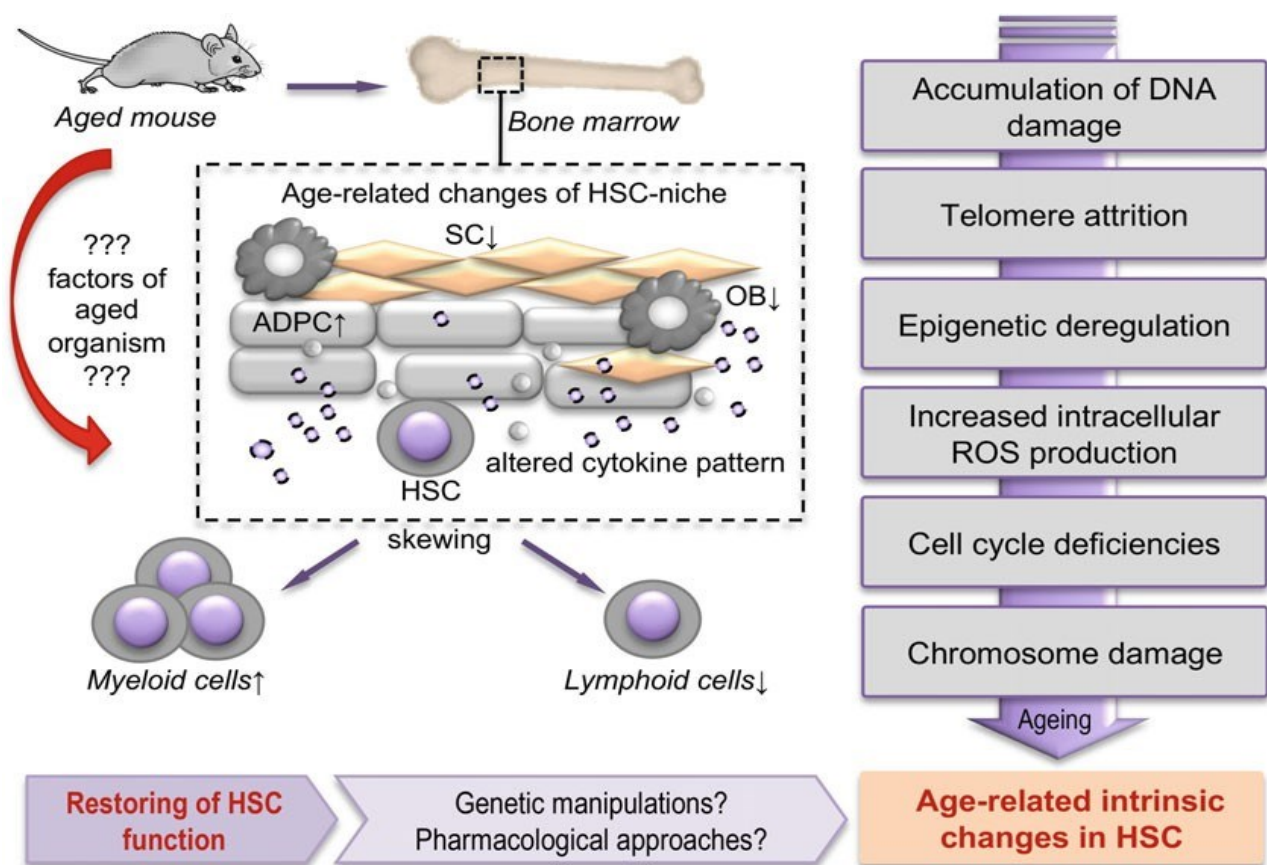 Aged mouse
Bone marrow
???
factors of
aged
organism
???
Age-related changes of HSC-niche
SC↓
OB↓
ADPC↑
altered cytokine pattern
HSC
skewing
Myeloid cells↑
Lymphoid cells↓
Accumulation of DNA
damage
Telomere attrition
Epigenetic deregulation
Increased intracellular
ROS production
Cell cycle deficiencies
Chromosome damage
Ageing
Restoring of HSC
function
Genetic manipulations?
Pharmacological approaches?
Age-related intrinsic
changes in HSC